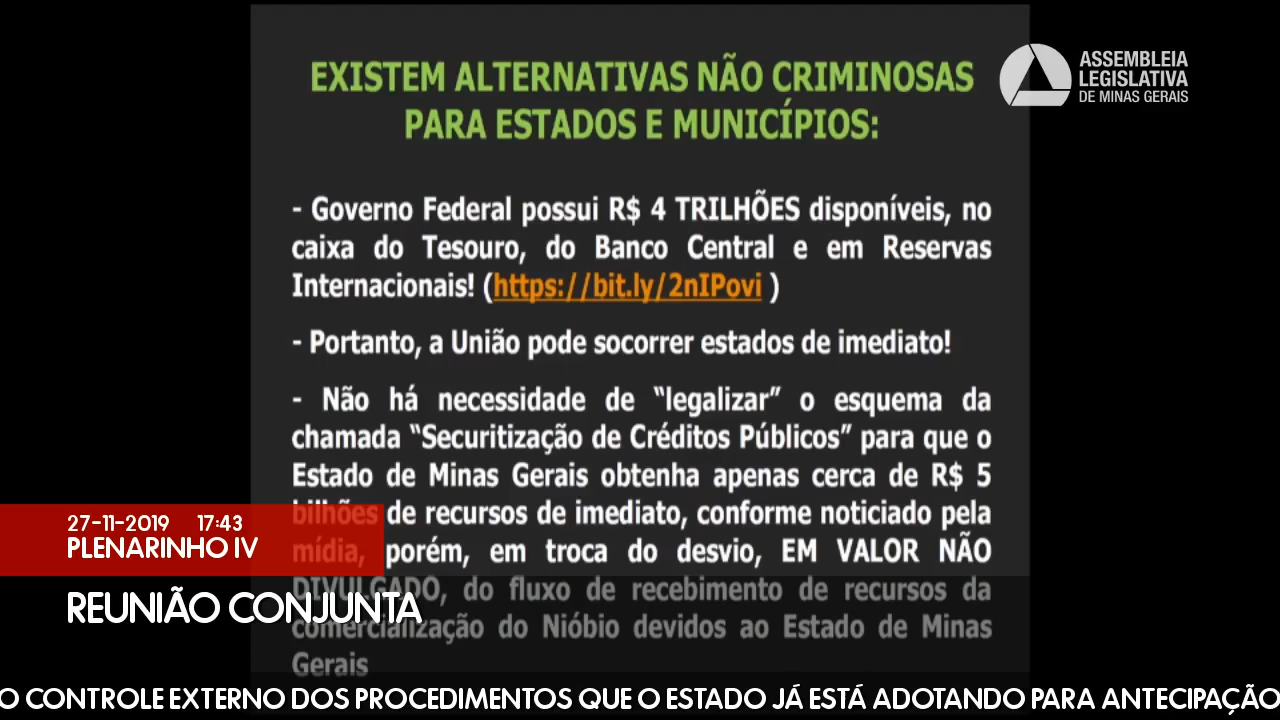 EXISTEM ALTERNATIVAS NÃO CRIMINOSAS
PARA ESTADOS E MUNICÍPIOS:
ASSEMBLEIA
LEGISLATIVA
DE MINAS GERAIS
- Governo Federal possui R$ 4 TRILHÕES disponíveis, no
caixa do Tesouro, do Banco Central e em Reservas
Internacionais! (https://bit.ly/2nIPovi )
- Portanto, a União pode socorrer estados de imediato!
- Não há necessidade de “legalizar” o esquema da
chamada “Securitização de Créditos Públicos” para que o
Estado de Minas Gerais obtenha apenas cerca de R$ 5
bilhões de recursos de imediato, conforme noticiado pela
mídia, porém, em troca do desvio, EM VALOR NÃO
DIVULGADO, do fluxo de recebimento de recursos da
comercialização do Nióbio devidos ao Estado de Minas
Gerais
27-11-2019 17:43
PLENARINHO IV
REUNIÃO CONJUNTA
O CONTROLE EXTERNO DOS PROCEDIMENTOS QUE O ESTADO JÁ ESTÁ ADOTANDO PARA ANTECIPAÇÃO